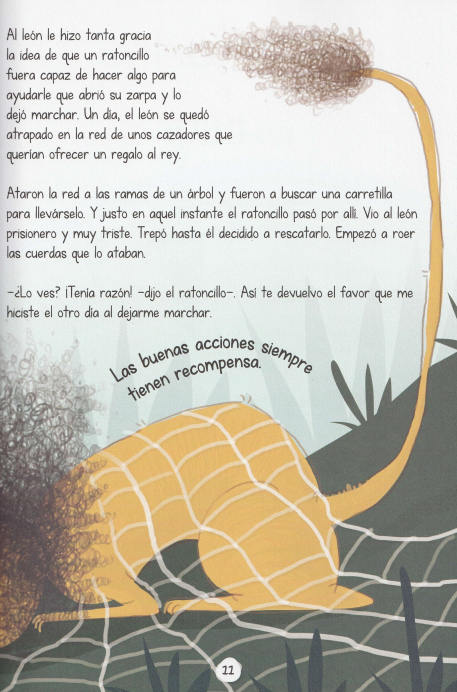 Al león le hizo tanta gracia
la idea de que un ratoncillo
fuera capaz de hacer algo para
ayudarle que abrió su zarpa y lo
dejó marchar. Un día, el león se quedó
atrapado en la red de unos cazadores que
querían ofrecer un regalo al rey.
Ataron la red a las ramas de un árbol y fueron a buscar una carretilla
para llevárselo. Y justo en aquel instante el ratoncillo pasó por allí. Vio al león
prisionero y muy triste. Trepó hasta él decidido a rescatarlo. Empezó a roer
las cuerdas que lo ataban.
–¿Lo ves? ¡Tenía razón! –dijo el ratoncillo–. Así te devuelvo el favor que me
hiciste el otro día al dejarme marchar.
Las buenas acciones siempre
tienen recompensa.
11